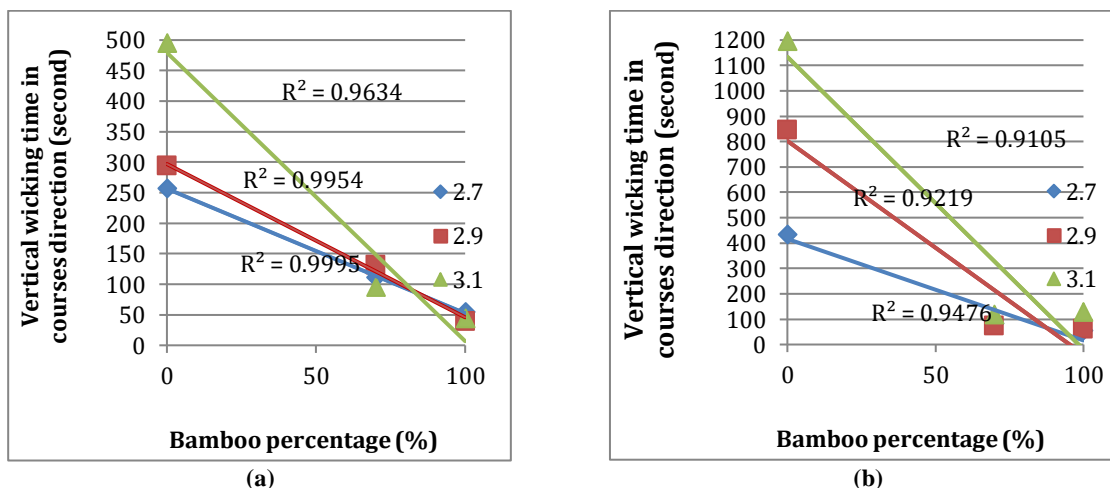 Vertical wicking time in
courses direction (second)
500
450
400
350
300
250
200
150
100
50
0
R² = 0.9634
R² = 0.9954
R² = 0.9995
2.7
2.9
3.1
0
50
100
Bamboo percentage (%)
(a)
Vertical wicking time in
courses direction (second)
1200
1100
1000
900
800
700
600
500
400
300
200
100
0
R² = 0.9105
R² = 0.9219
R² = 0.9476
2.7
2.9
3.1
0
50
100
Bamboo percentage (%)
(b)